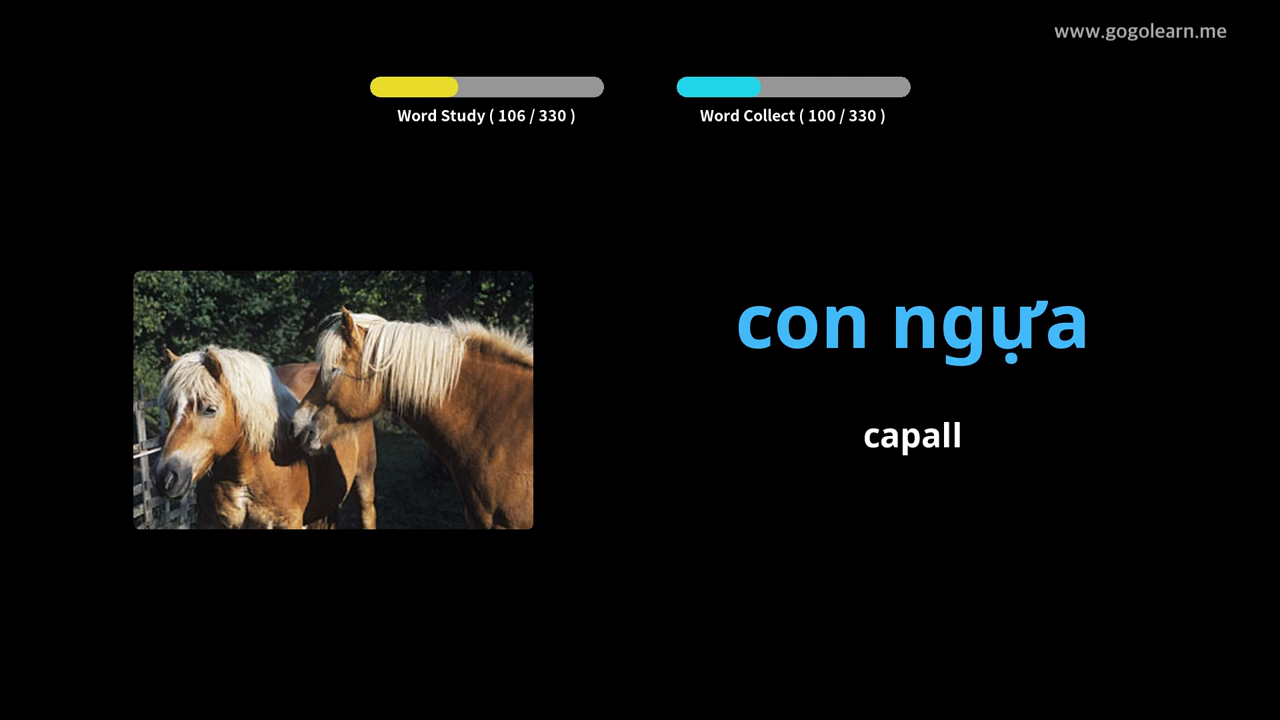 www.gogolearn.me
Word Study ( 106 / 330 )
Word Collect ( 100 / 330 )
con ngựa
capall